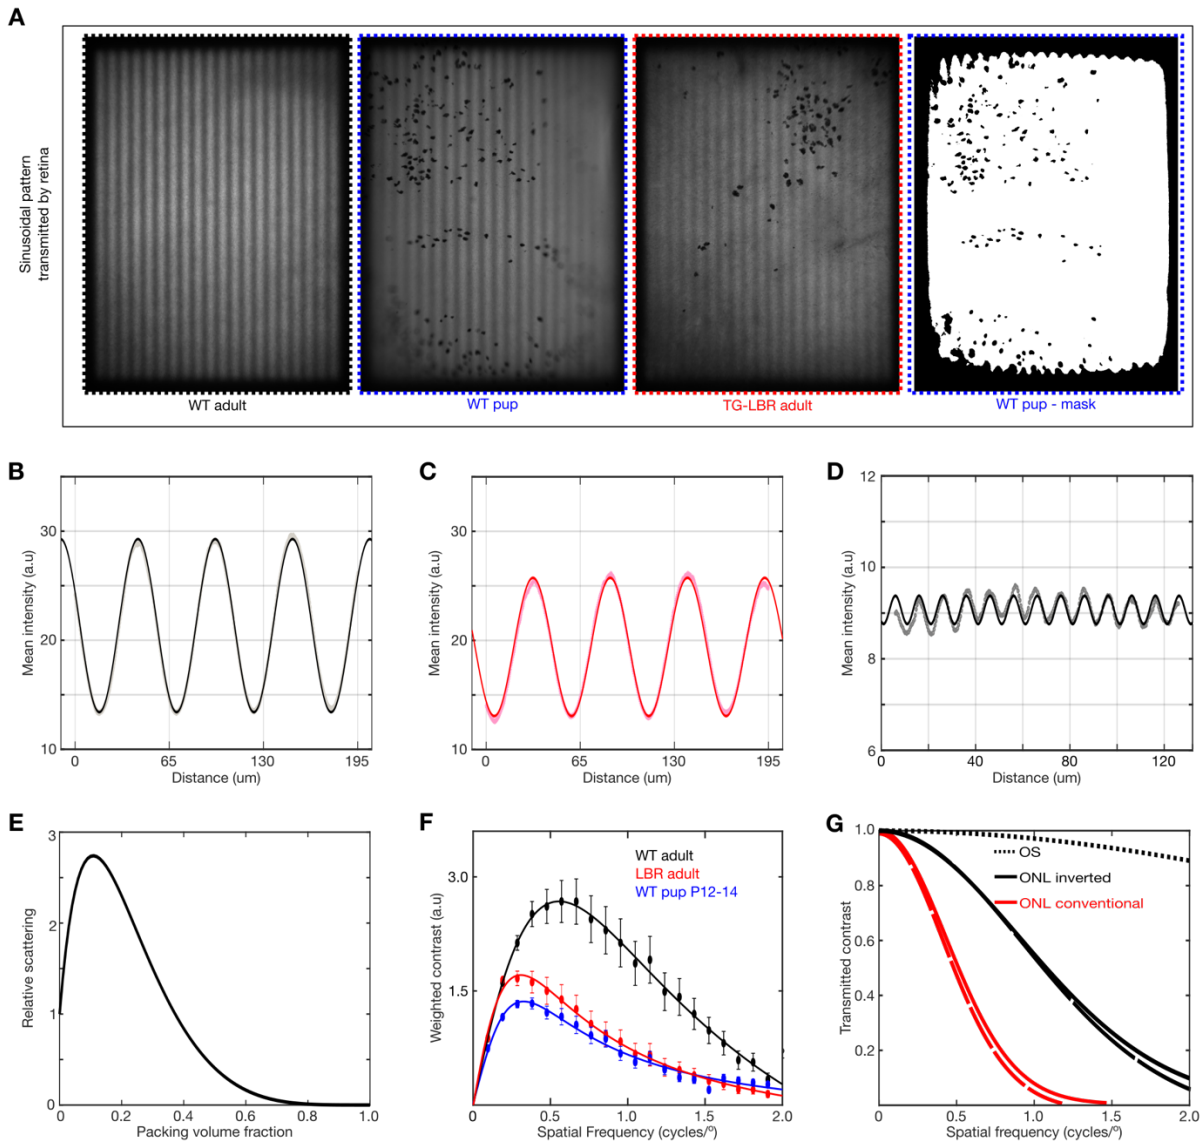 A
Sinusoidal pattern
transmitted by retina
WT adult
WT pup
TG-LBR adult
WT pup - mask
B
Mean intensity (a.u)
30
20
10
0
65
130
195
Distance (um)
C
Mean intensity (a.u)
30
20
10
0
65
130
195
Distance (um)
D
Mean intensity (a.u)
12
10
8
6
0
40
80
120
Distance (um)
E
Relative scattering
3
2
1
0
0
0.2
0.4
0.6
0.8
1.0
Packing volume fraction
F
Weighted contrast (a.u)
3.0
1.5
0
0.5
1.0
1.5
2.0
WT adult
LBR adult
WT pup P12-14
Spatial Frequency (cycles/º)
G
Transmitted contrast
1.0
0.8
0.6
0.4
0.2
0
0.5
1.0
1.5
2.0
OS
ONL inverted
ONL conventional
Spatial frequency (cycles/º)